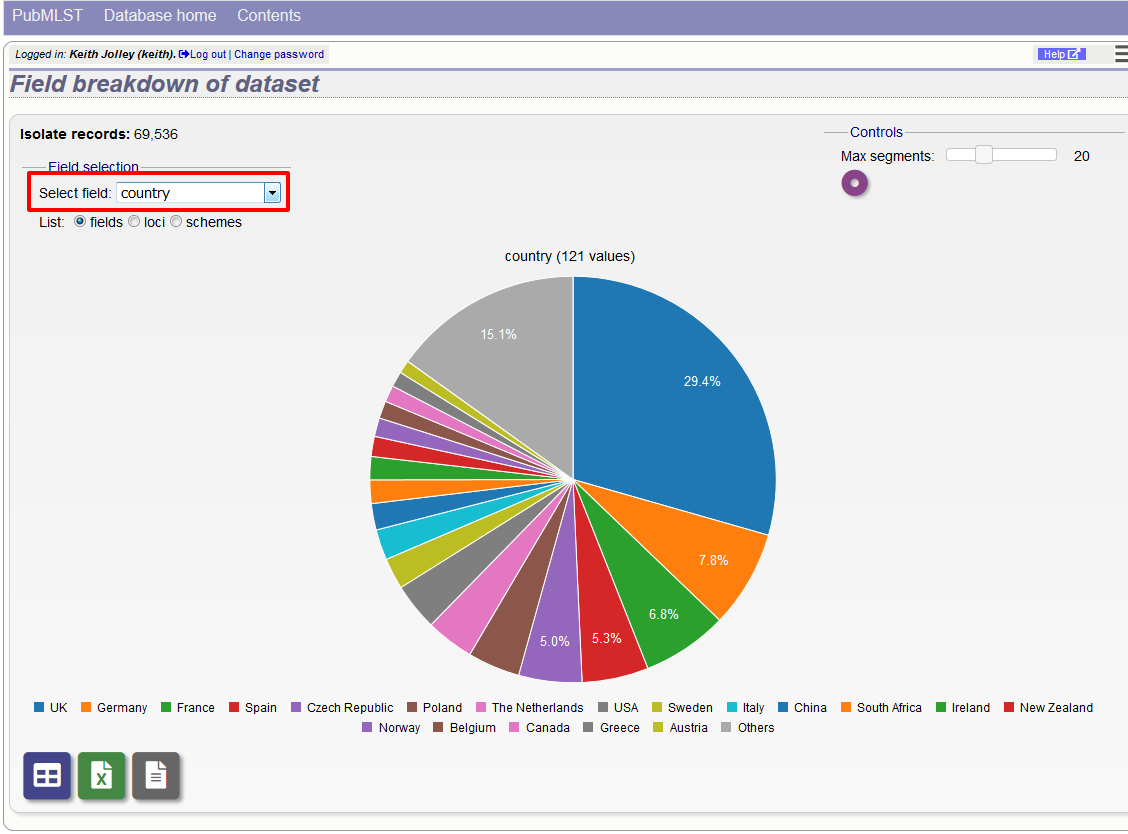 PubMLST Database home Contents
Logged in: Keith Jolley (keith). Log out | Change password Help
Field breakdown of dataset
Isolate records: 69,536
Controls
Max segments: 20
Field selection
Select field: country
List: fields loci schemes
country (121 values)
15.1%
29.4%
7.8%
6.8%
5.3%
5.0%
UK Germany France Spain Czech Republic Poland The Netherlands USA Sweden Italy China South Africa Ireland New Zealand
Norway Belgium Canada Greece Austria Others
X